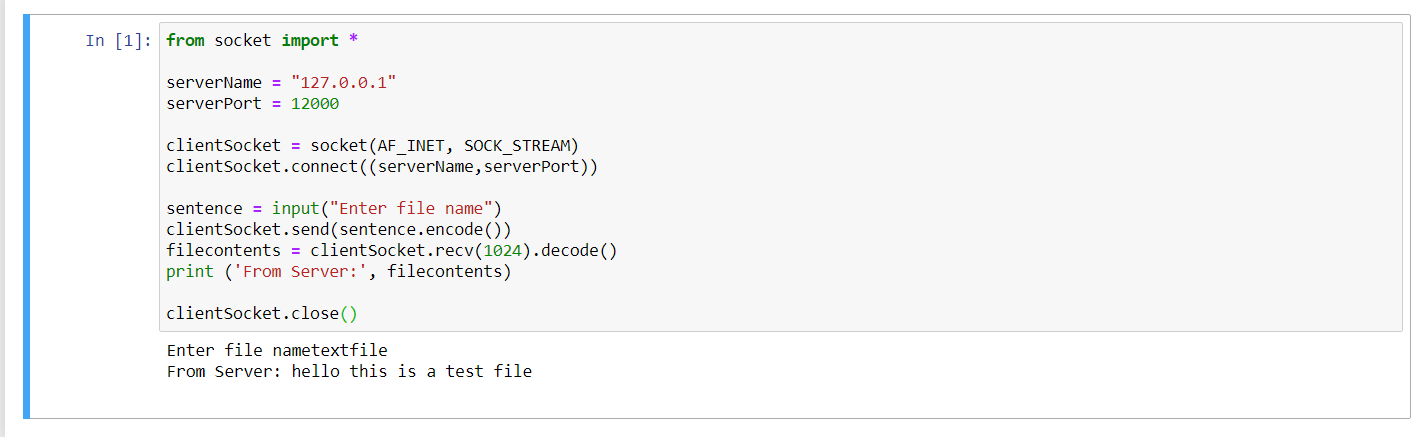 In [1]: from socket import *
serverName = "127.0.0.1"
serverPort = 12000
clientSocket = socket(AF_INET, SOCK_STREAM)
clientSocket.connect((serverName,serverPort))
sentence = input("Enter file name")
clientSocket.send(sentence.encode())
filecontents = clientSocket.recv(1024).decode()
print ('From Server:', filecontents)
clientSocket.close()
Enter file nametextfile
From Server: hello this is a test file